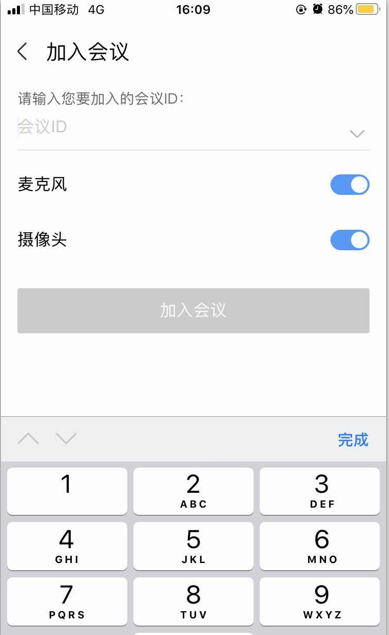 中国移动 4G 16:09 86%
加入会议
请输入您要加入的会议ID：
会议ID
麦克风
摄像头
加入会议
完成
1 2 3
ABC DEF
4 5 6
GHI JKL MNO
7 8 9
PQRS TUV WXYZ